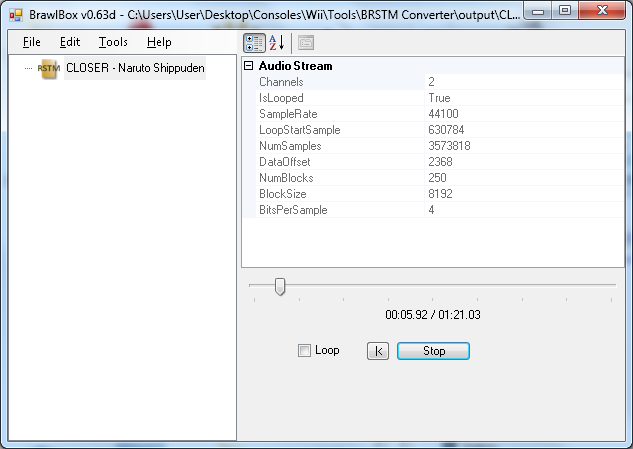 BrawlBox v0.63d - C:\Users\User\Desktop\Consoles\Wii\Tools\BRSTM Converter\output\CL...
File Edit Tools Help
RSTM CLOSER - Naruto Shippuden
Audio Stream
Channels 2
IsLooped True
SampleRate 44100
LoopStartSample 630784
NumSamples 3573818
DataOffset 2368
NumBlocks 250
BlockSize 8192
BitsPerSample 4
00:05.92 / 01:21.03
Loop Stop